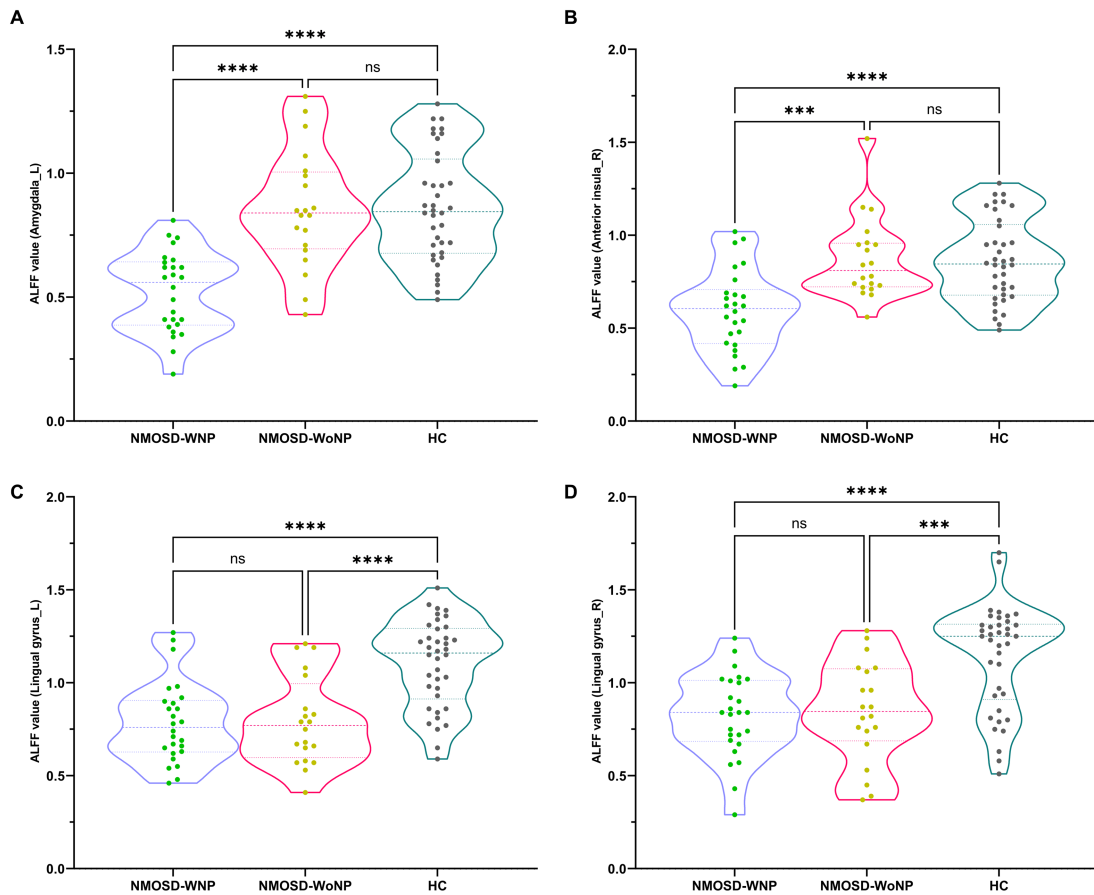 A
ALFF value (Amygdala_L)
1.5
1.0
0.5
0.0
****
****
ns
NMOSD-WNP
NMOSD-WoNP
HC
B
ALFF value (Anterior insula_R)
2.0
1.5
1.0
0.5
0.0
****
***
ns
NMOSD-WNP
NMOSD-WoNP
HC
C
ALFF value (Lingual gyrus_L)
2.0
1.5
1.0
0.5
0.0
****
ns
****
NMOSD-WNP
NMOSD-WoNP
HC
D
ALFF value (Lingual gyrus_R)
2.0
1.5
1.0
0.5
0.0
****
ns
***
NMOSD-WNP
NMOSD-WoNP
HC